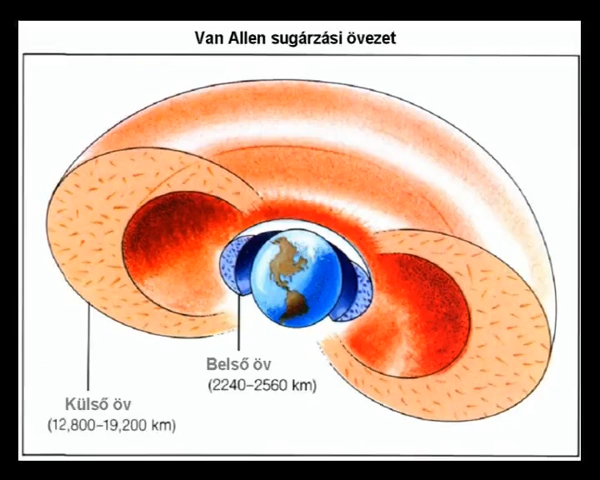 Van Allen sugárzási övezet
Belső öv
(2240–2560 km)
Külső öv
(12,800–19,200 km)